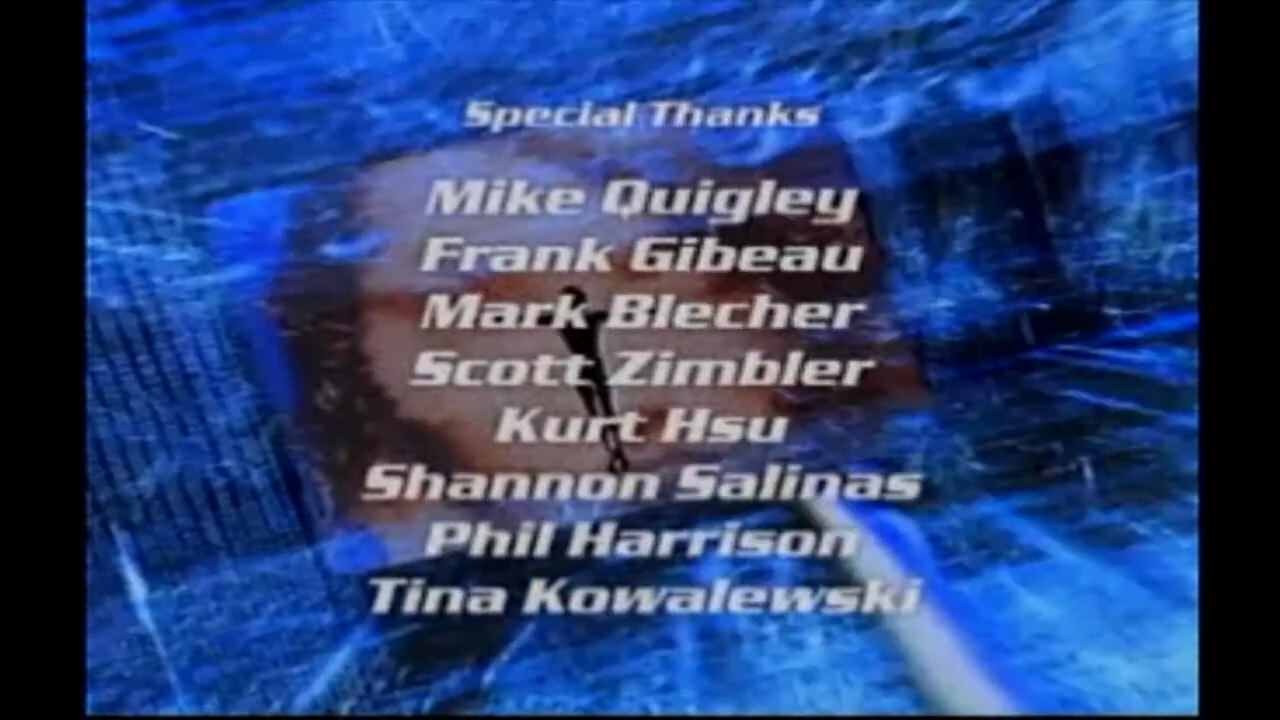 Special Thanks
Mike Quigley
Frank Gibeau
Mark Blecher
Scott Zimbler
Kurt Hsu
Shannon Salinas
Phil Harrison
Tina Kowalewski